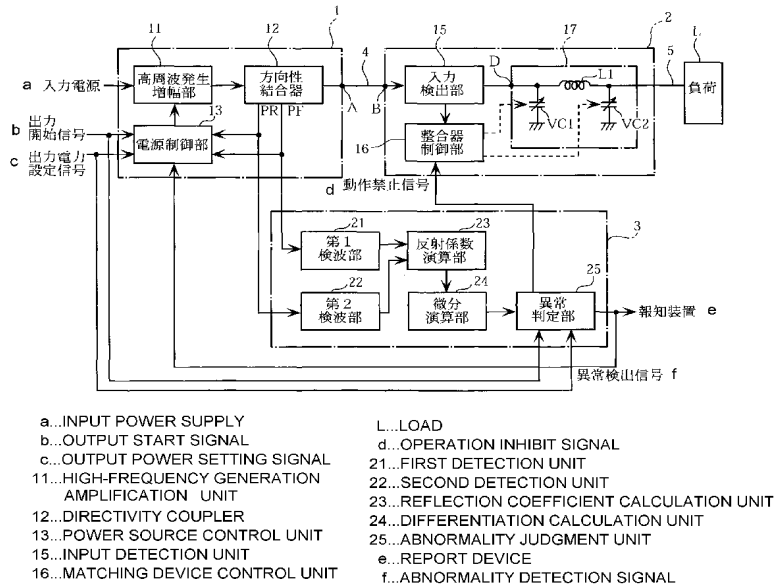 1
11
12
15
17
2
L
a 入力電源
高周波発生
増幅部
方向性
結合器
4
入力
検出部
D
L1
5
負荷
PR PF
A
B
13
b 出力
開始信号
電源制御部
16
整合器
制御部
VC1
VC2
c 出力電力
設定信号
d 動作禁止信号
21
23
3
第1
検波部
反射係数
演算部
22
24
25
第2
検波部
微分
演算部
異常
判定部
報知装置 e
異常検出信号 f
a...INPUT POWER SUPPLY
b...OUTPUT START SIGNAL
c...OUTPUT POWER SETTING SIGNAL
11...HIGH-FREQUENCY GENERATION
AMPLIFICATION UNIT
12...DIRECTIVITY COUPLER
13...POWER SOURCE CONTROL UNIT
15...INPUT DETECTION UNIT
16...MATCHING DEVICE CONTROL UNIT
L...LOAD
d...OPERATION INHIBIT SIGNAL
21...FIRST DETECTION UNIT
22...SECOND DETECTION UNIT
23...REFLECTION COEFFICIENT CALCULATION UNIT
24...DIFFERENTIATION CALCULATION UNIT
25...ABNORMALITY JUDGMENT UNIT
e...REPORT DEVICE
f...ABNORMALITY DETECTION SIGNAL